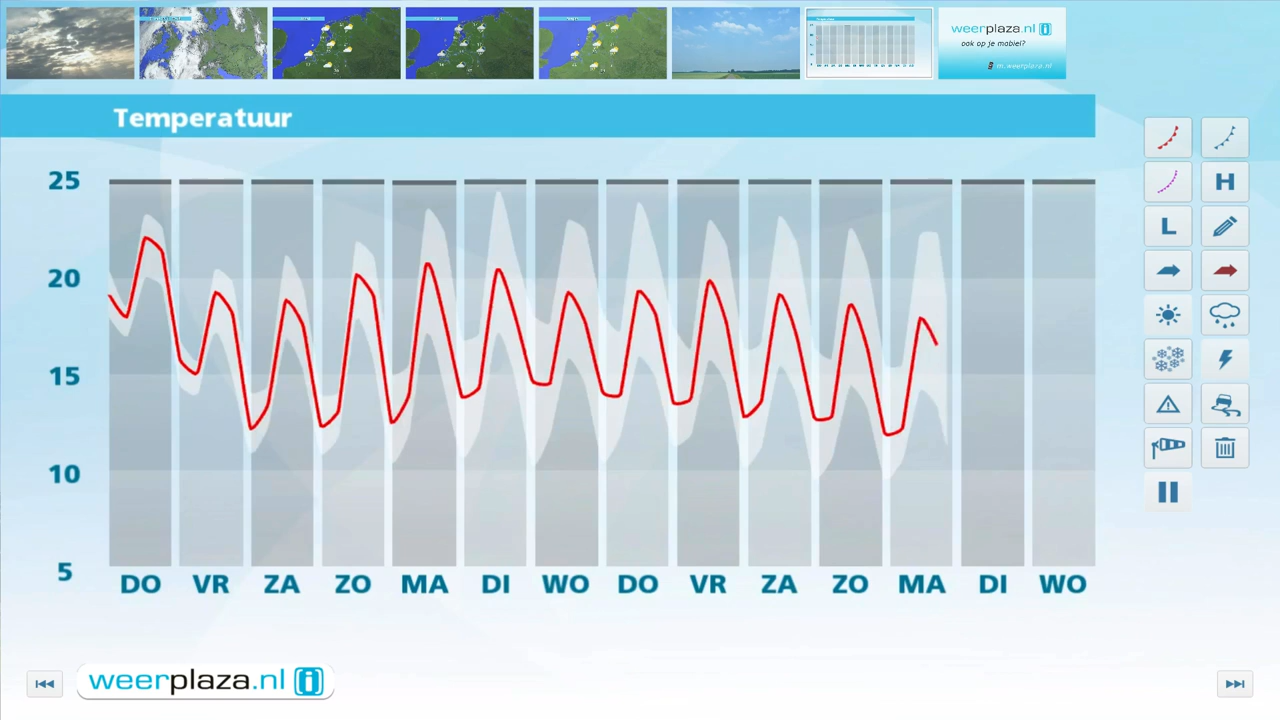 weerplaza.nl i
ook op je mobiel?
m.weerplaza.nl
Temperatuur
25
20
15
10
5
DO VR ZA ZO MA DI WO DO VR ZA ZO MA DI WO
H
L
weerplaza.nl i